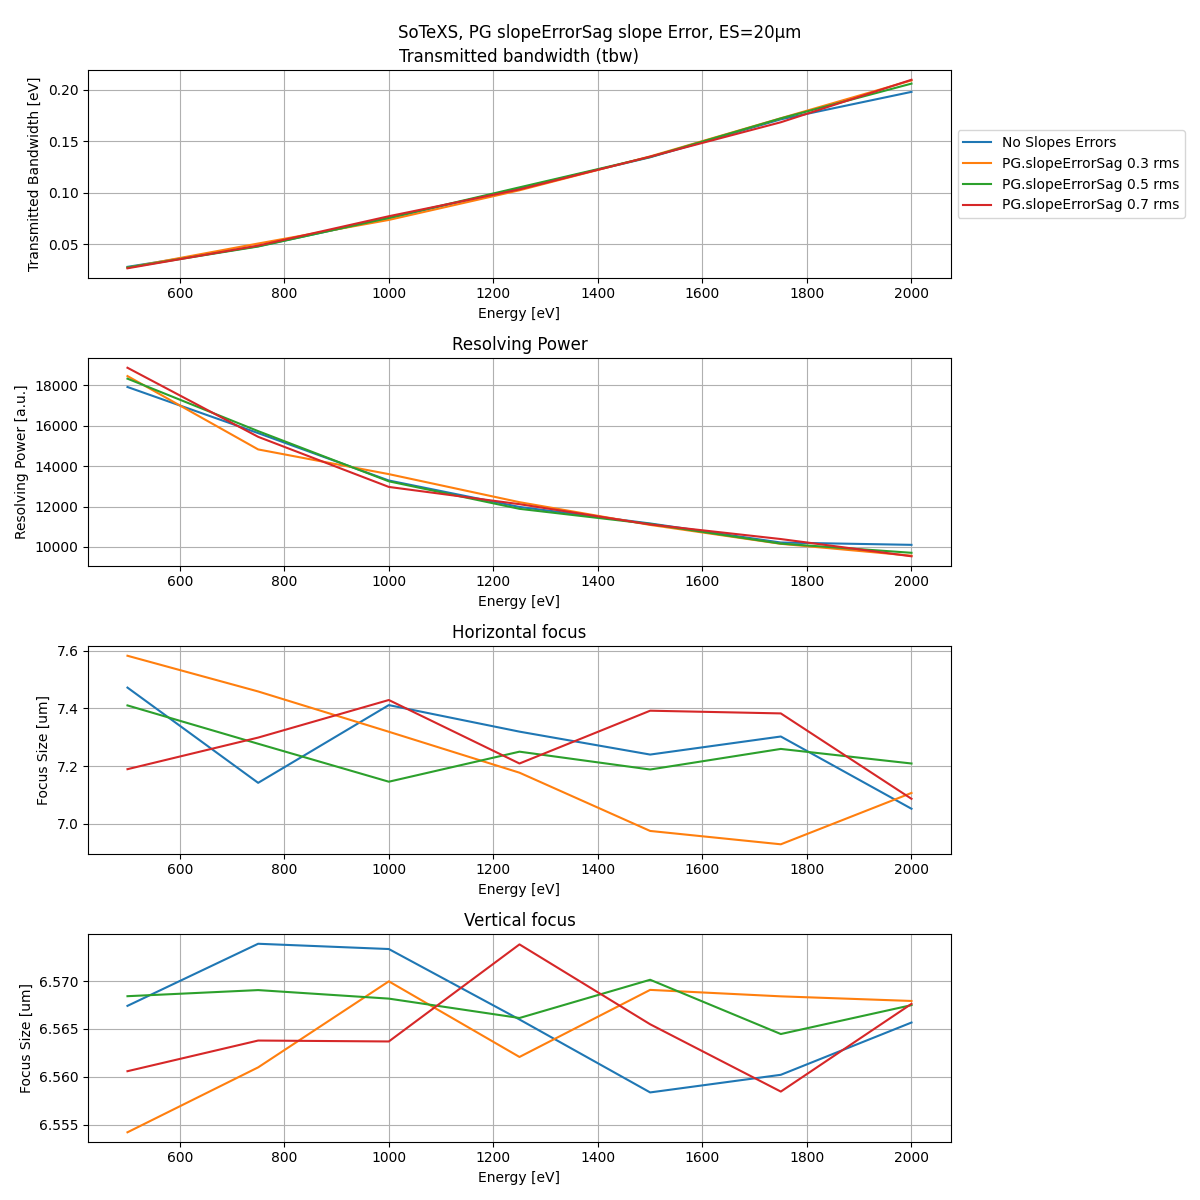 SoTeXS, PG slopeErrorSag slope Error, ES=20µm
Transmitted bandwidth (tbw)
Transmitted Bandwidth [eV]
0.20
0.15
0.10
0.05
600 800 1000 1200 1400 1600 1800 2000
Energy [eV]
No Slopes Errors
PG.slopeErrorSag 0.3 rms
PG.slopeErrorSag 0.5 rms
PG.slopeErrorSag 0.7 rms
Resolving Power
Resolving Power [a.u.]
18000
16000
14000
12000
10000
600 800 1000 1200 1400 1600 1800 2000
Energy [eV]
Horizontal focus
Focus Size [um]
7.6
7.4
7.2
7.0
600 800 1000 1200 1400 1600 1800 2000
Energy [eV]
Vertical focus
Focus Size [um]
6.570
6.565
6.560
6.555
600 800 1000 1200 1400 1600 1800 2000
Energy [eV]